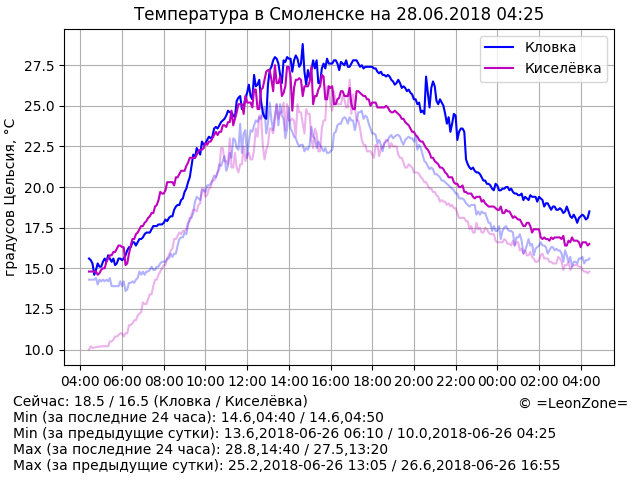 Температура в Смоленске на 28.06.2018 04:25
Кловка
Киселёвка
градусов Цельсия, °C
27.5
25.0
22.5
20.0
17.5
15.0
12.5
10.0
04:00 06:00 08:00 10:00 12:00 14:00 16:00 18:00 20:00 22:00 00:00 02:00 04:00
Сейчас: 18.5 / 16.5 (Кловка / Киселёвка)
© =LeonZone=
Min (за последние 24 часа): 14.6,04:40 / 14.6,04:50
Min (за предыдущие сутки): 13.6,2018-06-26 06:10 / 10.0,2018-06-26 04:25
Max (за последние 24 часа): 28.8,14:40 / 27.5,13:20
Max (за предыдущие сутки): 25.2,2018-06-26 13:05 / 26.6,2018-06-26 16:55